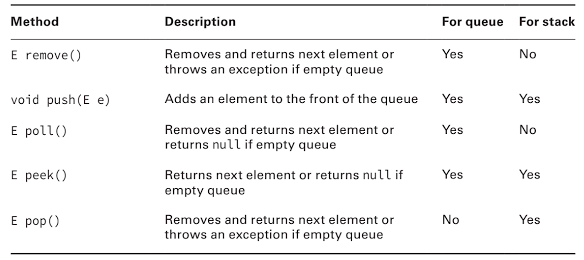 Method Description For queue For stack
E remove() Removes and returns next element or Yes No
throws an exception if empty queue
void push(E e) Adds an element to the front of the queue Yes Yes
E poll() Removes and returns next element or Yes No
returns null if empty queue
E peek() Returns next element or returns null if Yes Yes
empty queue
E pop() Removes and returns next element or No Yes
throws an exception if empty queue